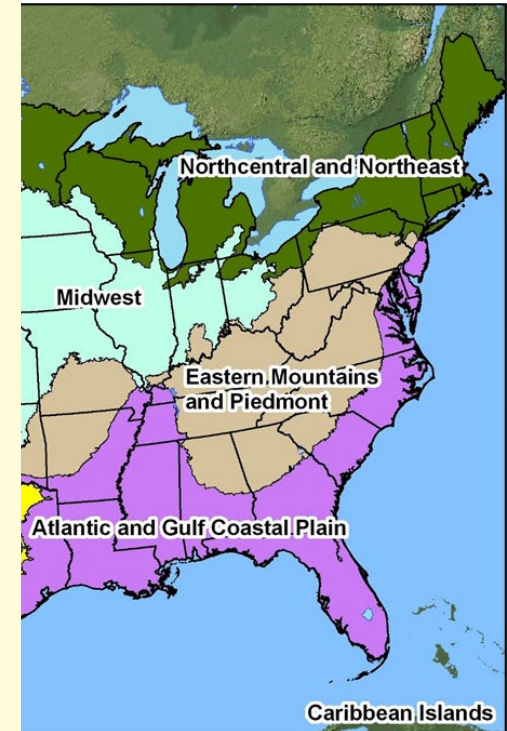 Northcentral and Northeast
Midwest
Eastern Mountains
and Piedmont
Atlantic and Gulf Coastal Plain
Caribbean Islands